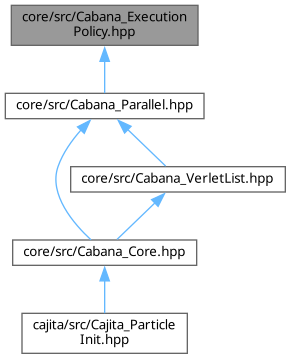 core/src/Cabana_Execution
Policy.hpp
core/src/Cabana_Parallel.hpp
core/src/Cabana_VerletList.hpp
core/src/Cabana_Core.hpp
cajita/src/Cajita_Particle
Init.hpp